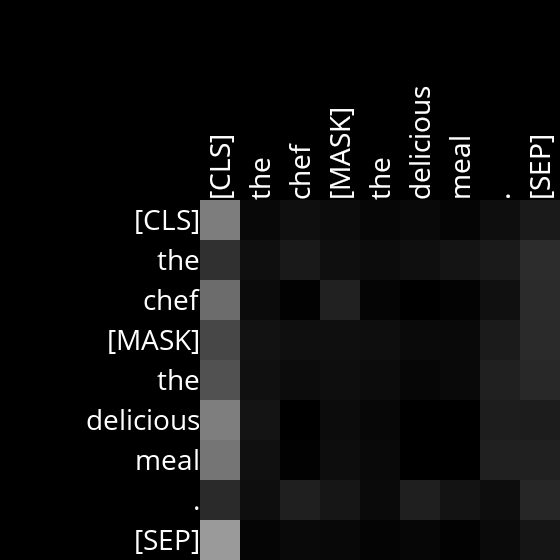 [CLS] the chef [MASK] the delicious meal . [SEP]
[CLS]
the
chef
[MASK]
the
delicious
meal
.
[SEP]